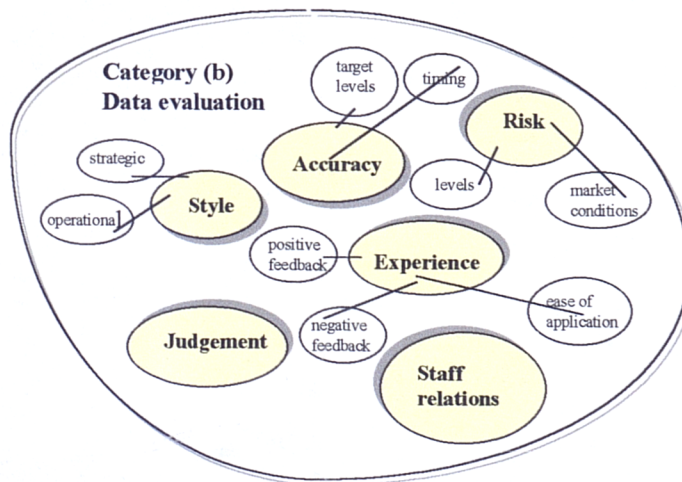 Category (b)
Data evaluation
target
levels
timing
Risk
Accuracy
strategic
levels
market
conditions
operational
Style
positive
feedback
Experience
ease of
application
negative
feedback
Judgement
Staff
relations